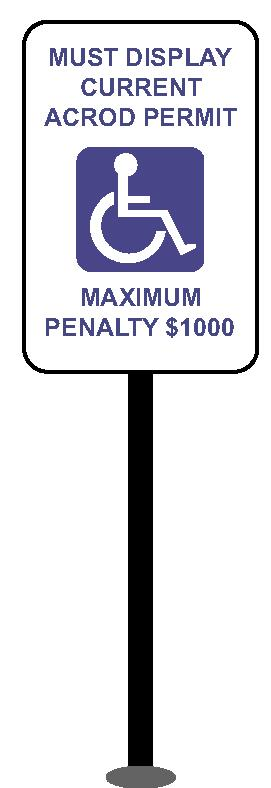 MUST DISPLAY
CURRENT
ACROD PERMIT
MAXIMUM
PENALTY $1000